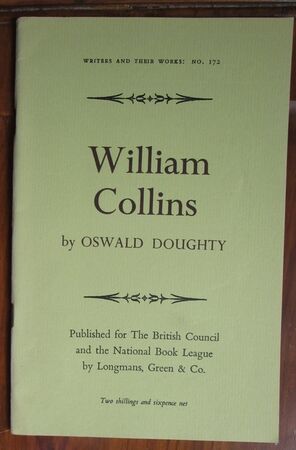 WRITERS AND THEIR WORKS: NO. 172
William
Collins
by OSWALD DOUGHTY
Published for The British Council
and the National Book League
by Longmans, Green & Co.
Two shillings and sixpence net